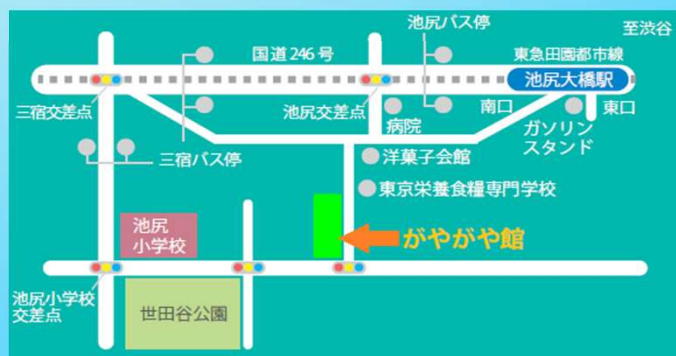 池尻バス停
至渋谷
国道246号
東急田園都市線
池尻大橋駅
三宿交差点
池尻交差点
南口
東口
病院
ガソリン
スタンド
三宿バス停
洋菓子会館
東京栄養食糧専門学校
池尻
小学校
がやがや館
池尻小学校
交差点
世田谷公園